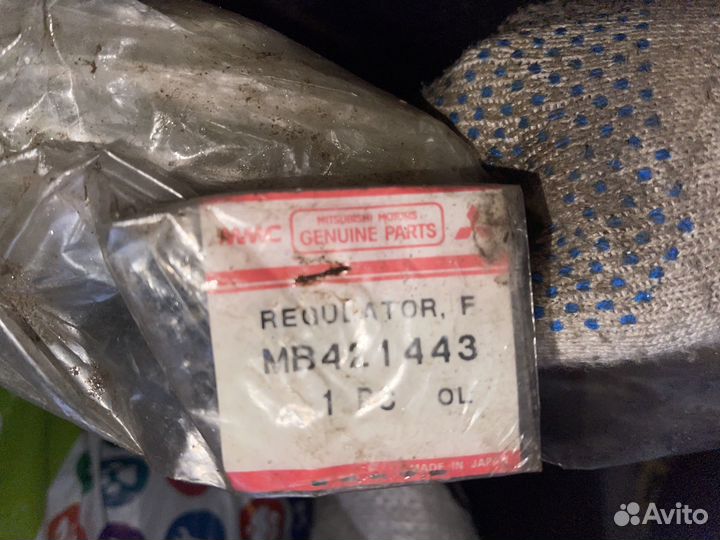 MMC
MITSUBISHI MOTORS
GENUINE PARTS
REGULATOR, F
MB421443
1 PC OL
MADE IN JAPAN
Avito